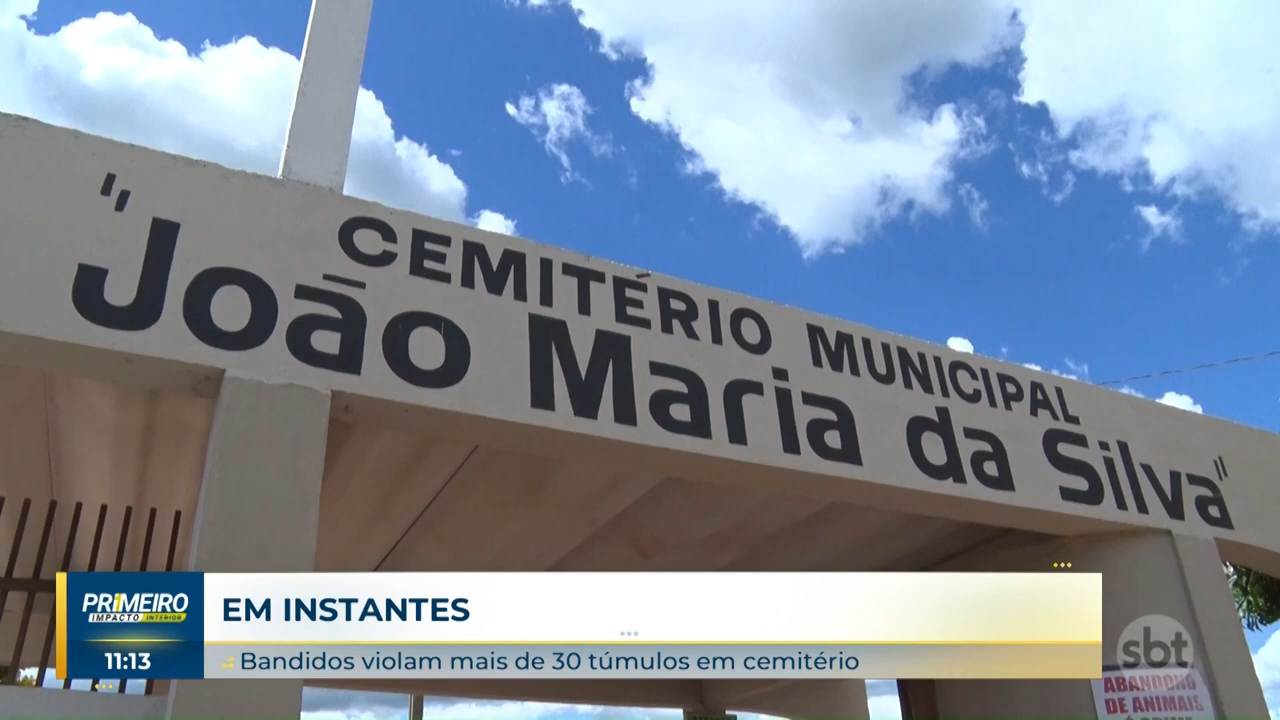 CEMITÉRIO MUNICIPAL
"João Maria da Silva"
EM INSTANTES
PRiMEIRO
IMPACTO INTERIOR
11:13
Bandidos violam mais de 30 túmulos em cemitério
sbt
ABANDONO
DE ANIMAIS